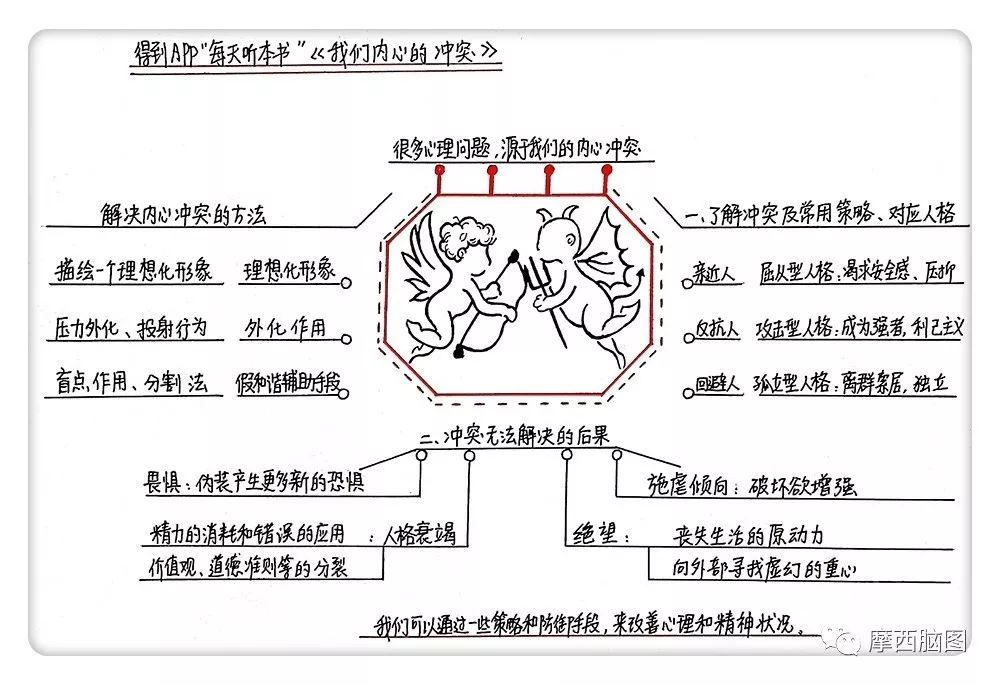 得到APP“每天听本书”《我们内心的冲突》
很多心理问题，源于我们的内心冲突
解决内心冲突的方法
描绘一个理想化形象 理想化形象
压力外化、投射行为 外化作用
盲点作用、分割法 假和谐辅助手段
一、了解冲突及常用策略、对应人格
亲近人 屈从型人格：渴求安全感、压抑
反抗人 攻击型人格：成为强者，利己主义
回避人 孤立型人格：离群索居，独立
二、冲突无法解决的后果
畏惧：伪装产生更多新的恐惧
精力的消耗和错误的应用 ：人格衰竭
价值观、道德准则等的分裂
施虐倾向：破坏欲增强
绝望： 丧失生活的原动力
向外部寻找虚幻的重心
我们可以通过一些策略和防御手段，来改善心理和精神状况。
摩西脑图